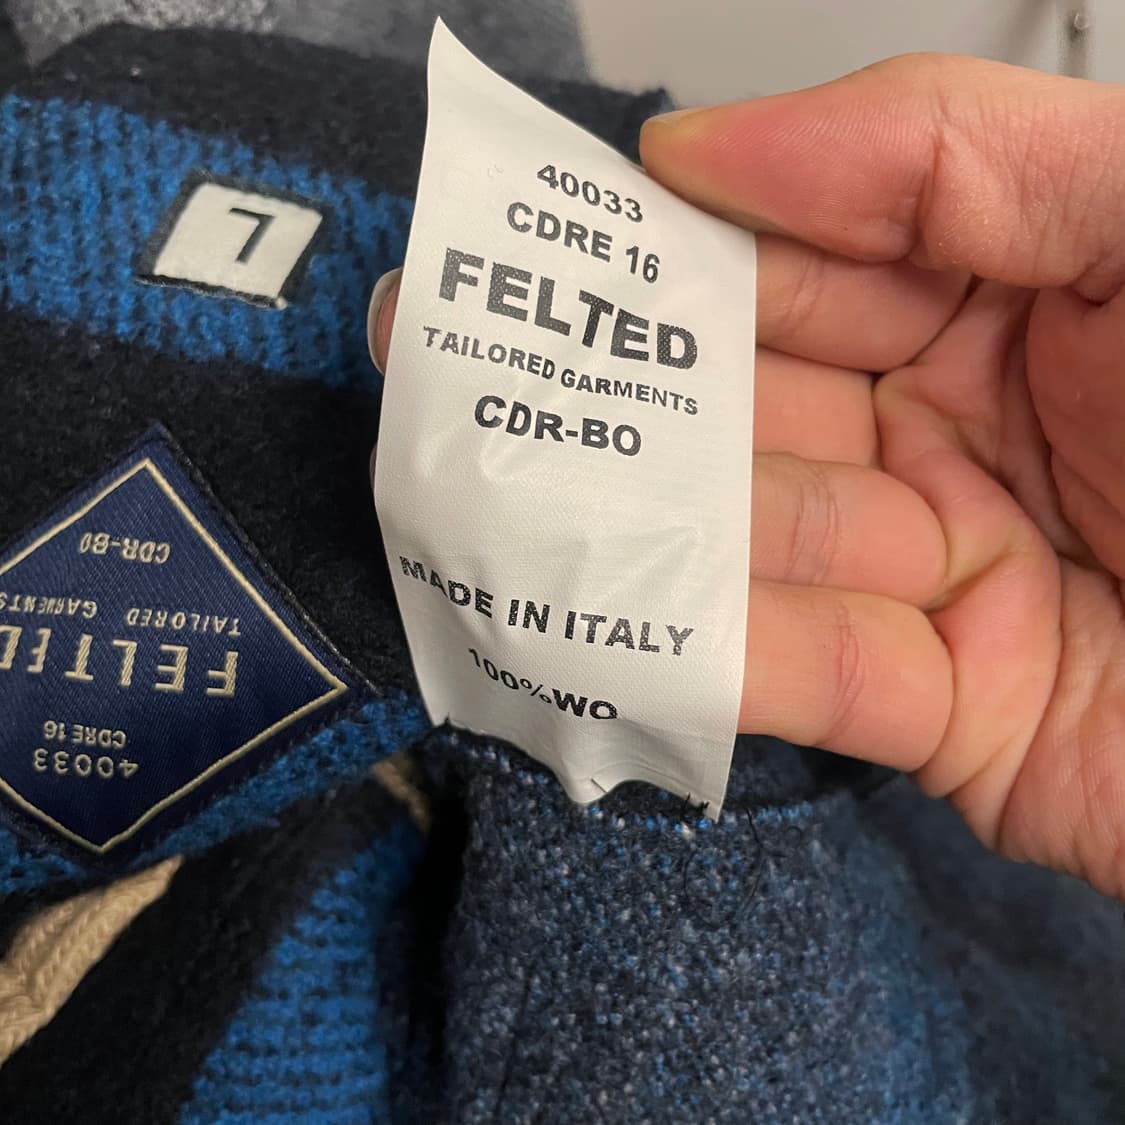 40033
CDRE 16
FELTED
TAILORED GARMENTS
CDR-BO
MADE IN ITALY
100%WO
L
CDR-BO
TAILORED GARMENTS
FELTED
CDRE 16
40033